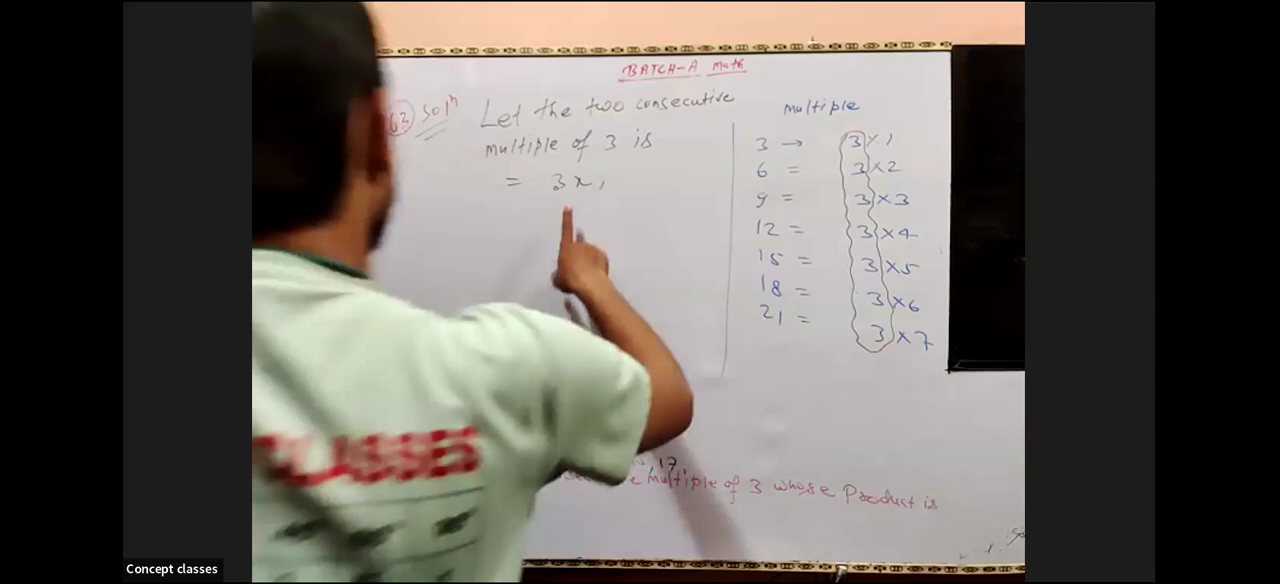 BATCH-A Math
63 Solⁿ Let the two consecutive
multiple of 3 is
= 3x,
multiple
3 → 3×1
6 = 3×2
9 = 3×3
12 = 3×4
15 = 3×5
18 = 3×6
21 = 3×7
17
multiple of 3 whose Product is
CLASSES
Concept classes